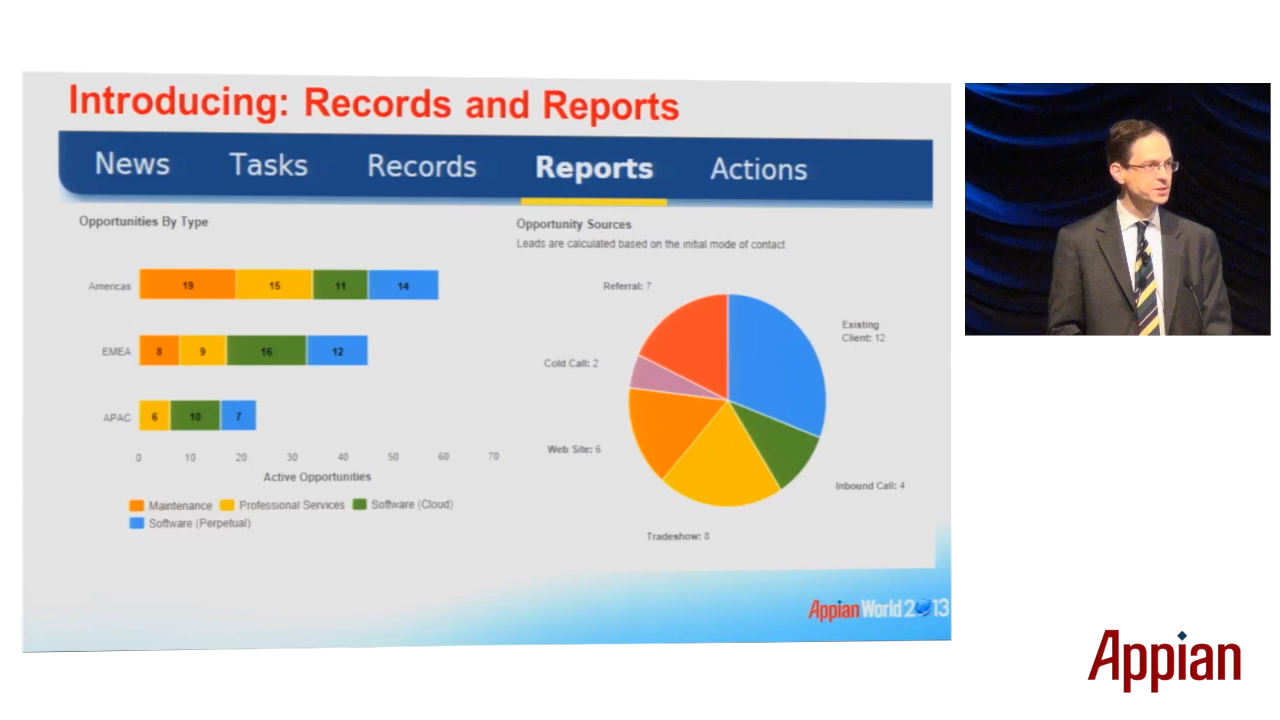 Introducing: Records and Reports
News Tasks Records Reports Actions
Opportunities By Type
Americas 19 15 11 14
EMEA 8 9 16 12
APAC 6 10 7
0 10 20 30 40 50 60 70
Active Opportunities
Maintenance Professional Services Software (Cloud)
Software (Perpetual)
Opportunity Sources
Leads are calculated based on the initial mode of contact
Referral: 7
Existing
Client: 12
Cold Call: 2
Web Site: 6
Inbound Call: 4
Tradeshow: 8
Appian World 2013
Appian